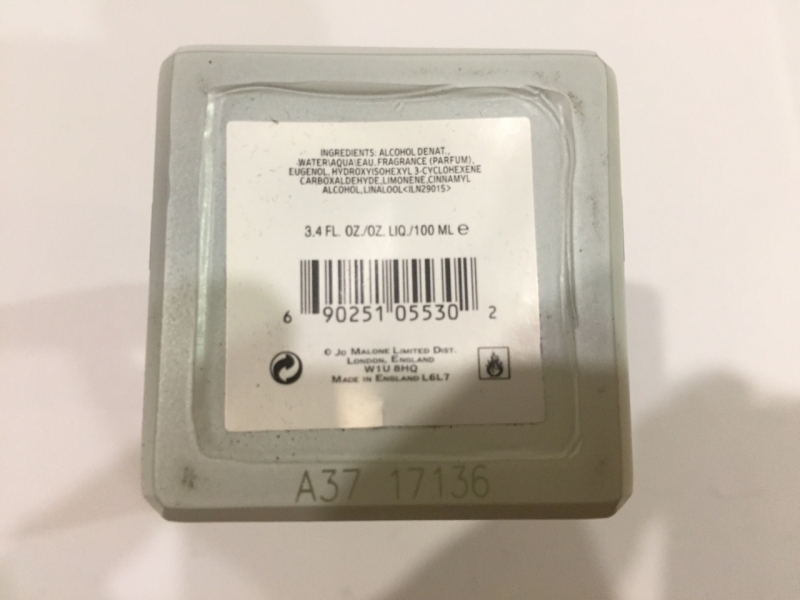 INGREDIENTS: ALCOHOL DENAT.,
WATER\AQUA\EAU, FRAGRANCE (PARFUM),
EUGENOL, HYDROXYISOHEXYL 3-CYCLOHEXENE
CARBOXALDEHYDE, LIMONENE, CINNAMYL
ALCOHOL, LINALOOL<ILN29015>
3.4 FL. OZ./OZ. LIQ./100 ML ℮
6 90251 05530 2
© JO MALONE LIMITED DIST.
LONDON, ENGLAND
W1U 8HQ
MADE IN ENGLAND L6L7
A37 17136